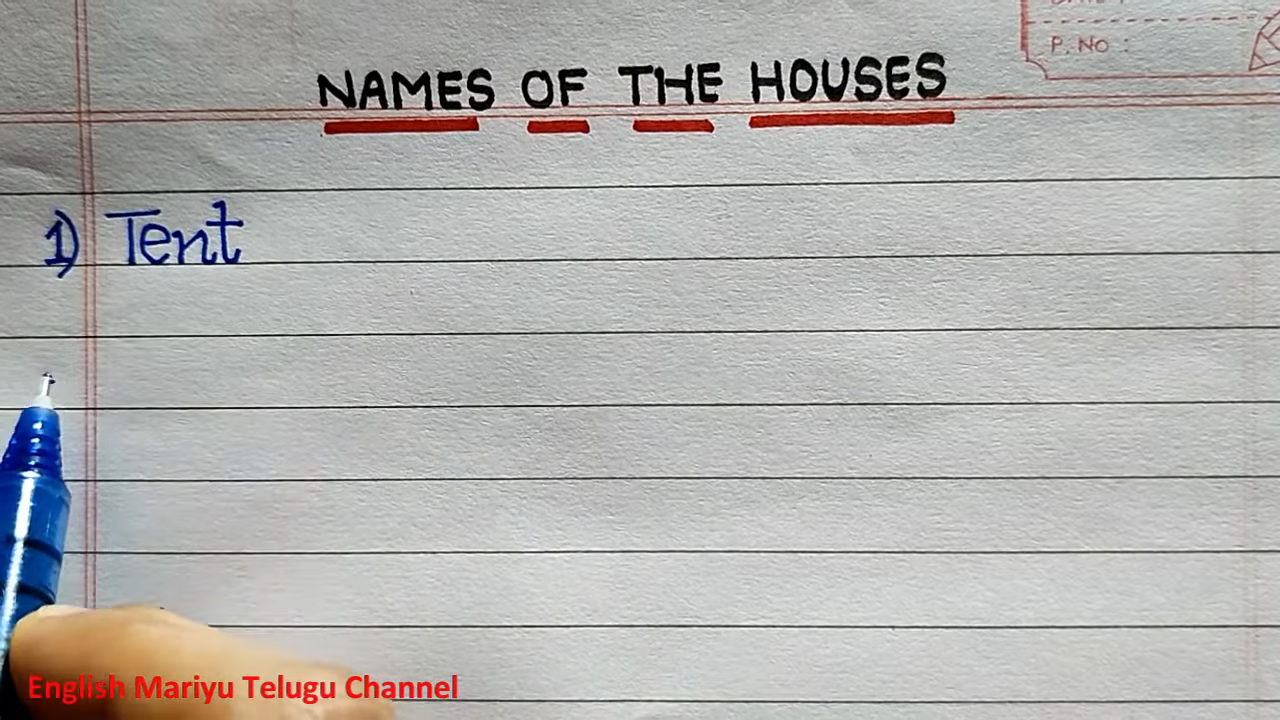 P. No :
NAMES OF THE HOUSES
1) Tent
English Mariyu Telugu Channel